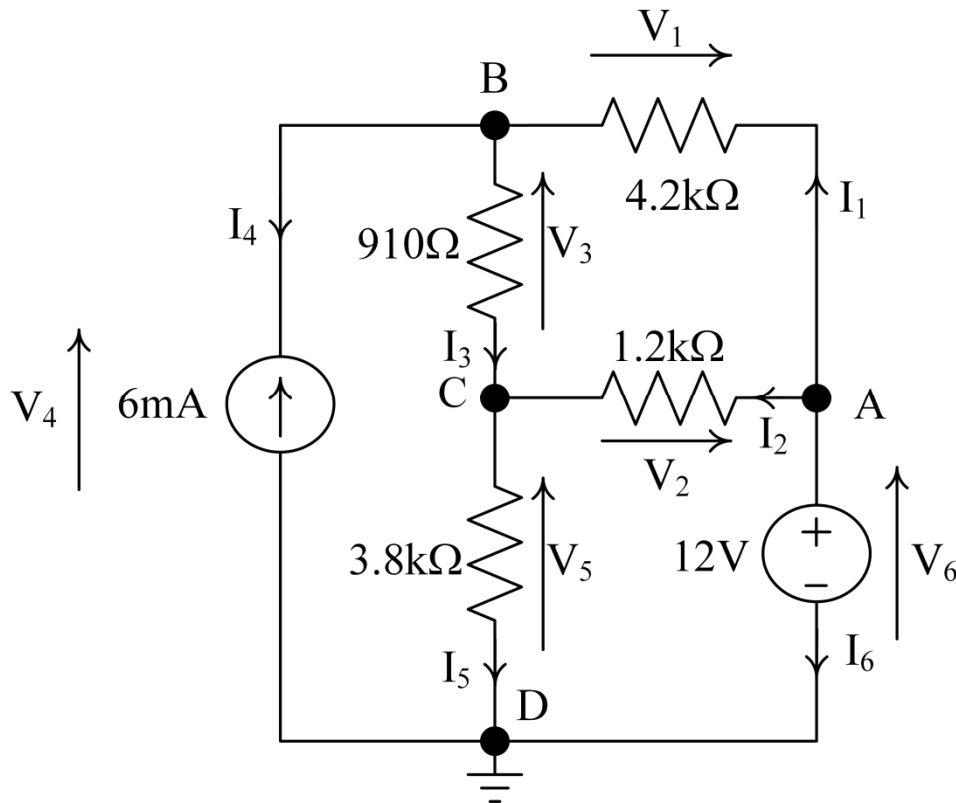 V₁
B
4.2kΩ
I₁
I₄
910Ω
V₃
I₃
1.2kΩ
V₄
6mA
C
A
I₂
V₂
3.8kΩ
V₅
12V
+
−
V₆
I₅
I₆
D